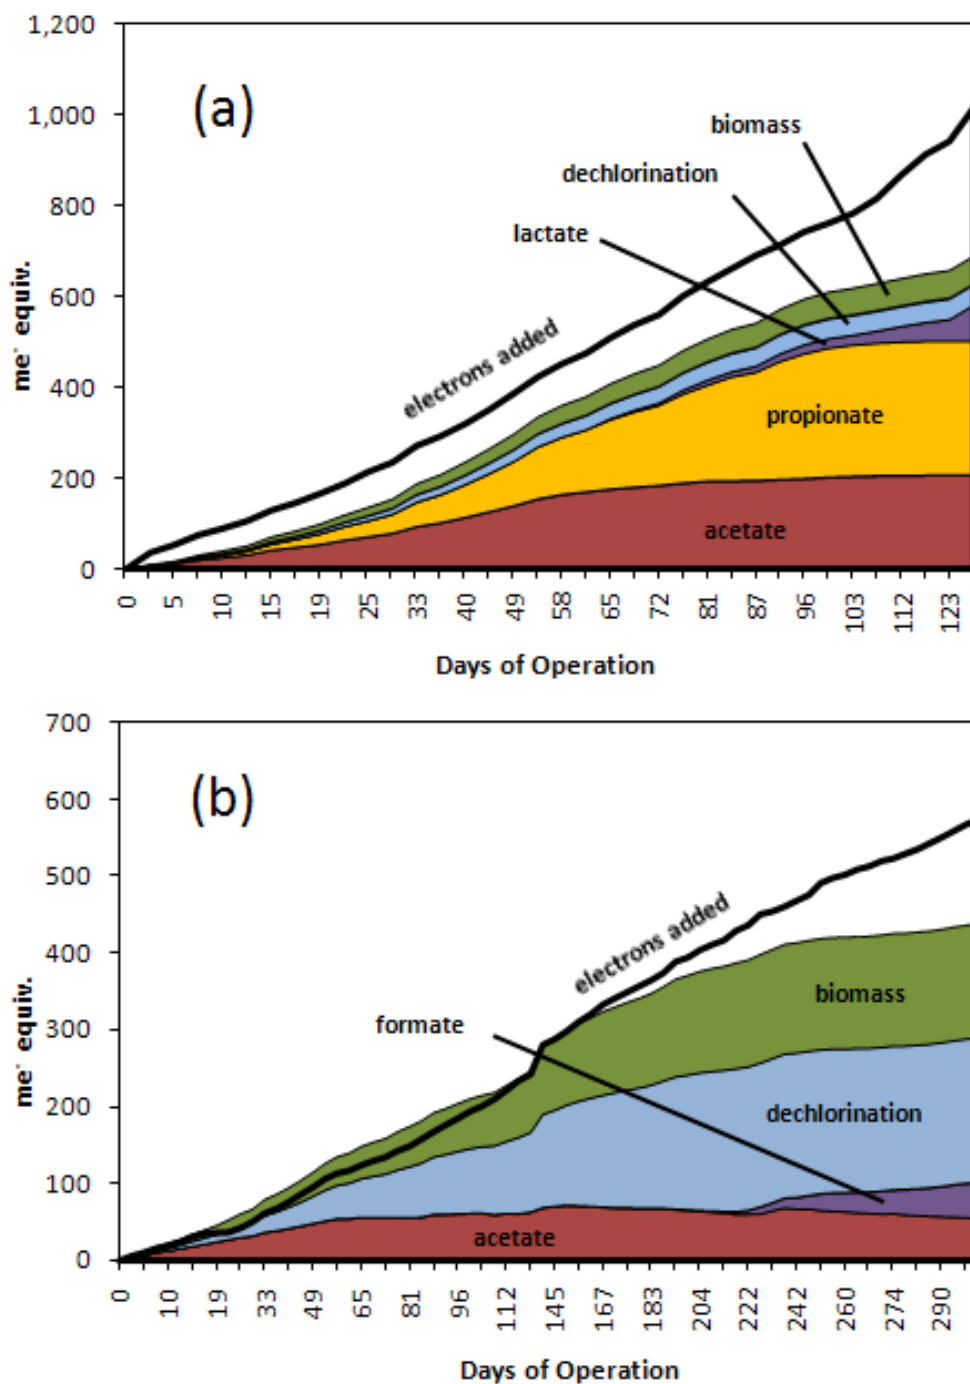 1,200
(a)
1,000
biomass
dechlorination
800
lactate
me⁻ equiv.
600
electrons added
400
propionate
200
acetate
0
0 5 10 15 19 25 33 40 49 58 65 72 81 87 96 103 112 123
Days of Operation
700
(b)
600
500
electrons added
400
biomass
formate
me⁻ equiv.
300
200
dechlorination
100
acetate
0
0 10 19 33 49 65 81 96 112 145 167 183 204 222 242 260 274 290
Days of Operation